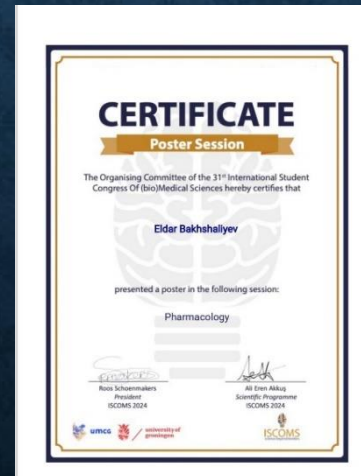 CERTIFICATE
Poster Session
The Organising Committee of the 31st International Student
Congress Of (bio)Medical Sciences hereby certifies that
Eldar Bakhshaliyev
presented a poster in the following session:
Pharmacology
Roos Schoenmakers
President
ISCOMS 2024
Ali Eren Akkuş
Scientific Programme
ISCOMS 2024
umcg
university of
groningen
ISCOMS